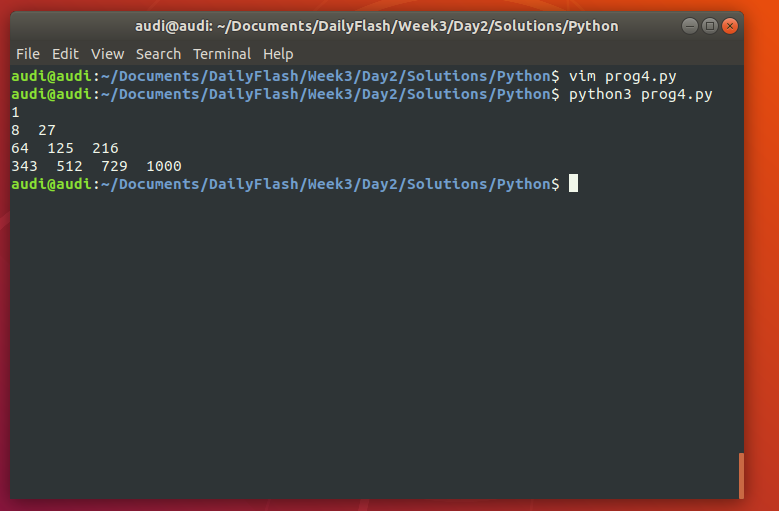 audi@audi: ~/Documents/DailyFlash/Week3/Day2/Solutions/Python
File Edit View Search Terminal Help
audi@audi:~/Documents/DailyFlash/Week3/Day2/Solutions/Python$ vim prog4.py
audi@audi:~/Documents/DailyFlash/Week3/Day2/Solutions/Python$ python3 prog4.py
1
8  27
64  125  216
343  512  729  1000
audi@audi:~/Documents/DailyFlash/Week3/Day2/Solutions/Python$